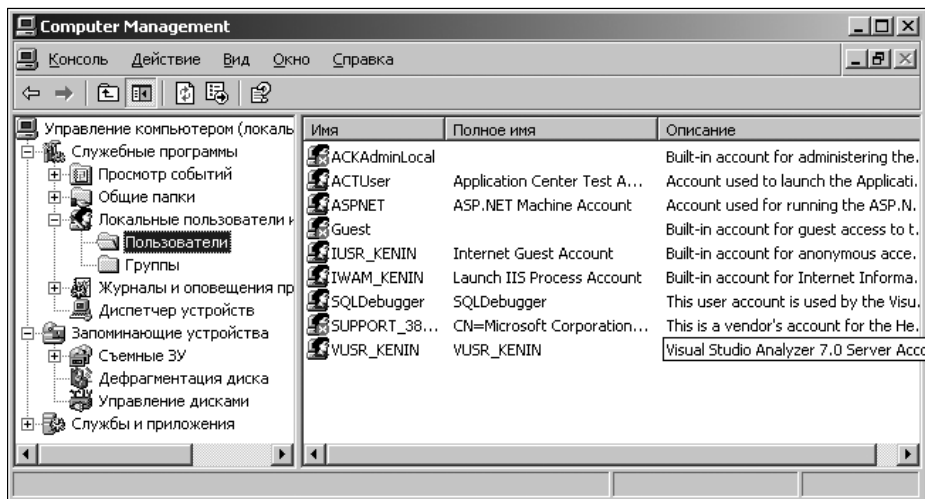 Computer Management
Консоль Действие Вид Окно Справка
Управление компьютером (локаль
Служебные программы
Просмотр событий
Общие папки
Локальные пользователи и
Пользователи
Группы
Журналы и оповещения пр
Диспетчер устройств
Запоминающие устройства
Съемные ЗУ
Дефрагментация диска
Управление дисками
Службы и приложения
Имя Полное имя Описание
ACKAdminLocal Built-in account for administering the.
ACTUser Application Center Test A... Account used to launch the Applicati.
ASPNET ASP.NET Machine Account Account used for running the ASP.N.
Guest Built-in account for guest access to t.
IUSR_KENIN Internet Guest Account Built-in account for anonymous acce.
IWAM_KENIN Launch IIS Process Account Built-in account for Internet Informa.
SQLDebugger SQLDebugger This user account is used by the Visu.
SUPPORT_38... CN=Microsoft Corporation... This is a vendor's account for the He.
VUSR_KENIN VUSR_KENIN Visual Studio Analyzer 7.0 Server Acco